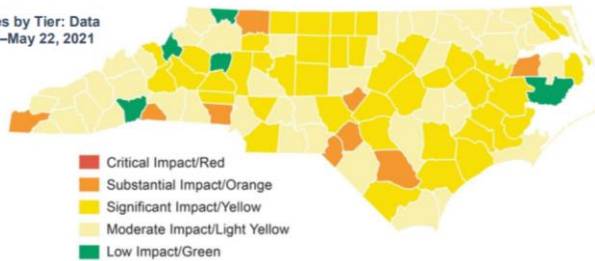 es by Tier: Data
–May 22, 2021
Critical Impact/Red
Substantial Impact/Orange
Significant Impact/Yellow
Moderate Impact/Light Yellow
Low Impact/Green